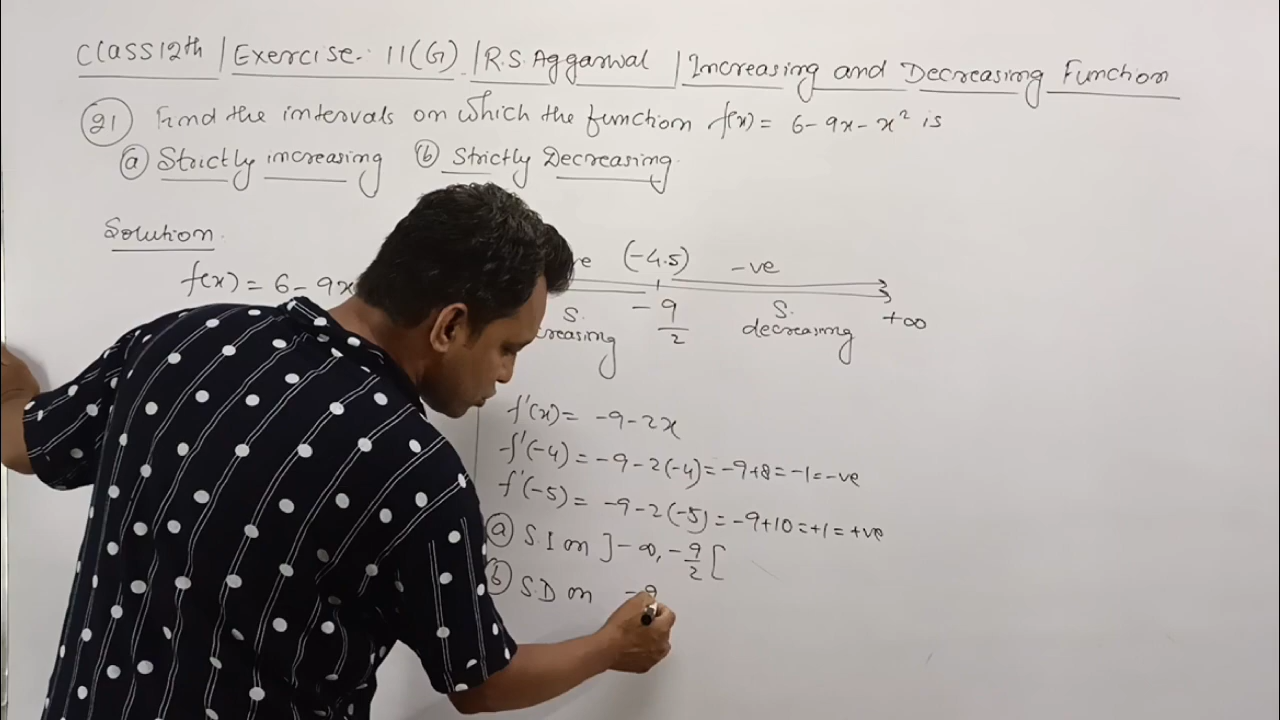 Class 12th | Exercise. 11(G) | R.S. Aggarwal | Increasing and Decreasing Function
21 Find the intervals on which the function f(x) = 6-9x-x² is
(a) Strictly increasing (b) Strictly Decreasing.
Solution.
f(x) = 6-9x
(-4.5) -ve
-9/2 +∞
S. S.
decreasing
f'(x) = -9-2x
f'(-4) = -9-2(-4) = -9+8 = -1 = -ve
f'(-5) = -9-2(-5) = -9+10 = +1 = +ve
(a) S.I on ]-∞, -9/2[
(b) S.D on -9